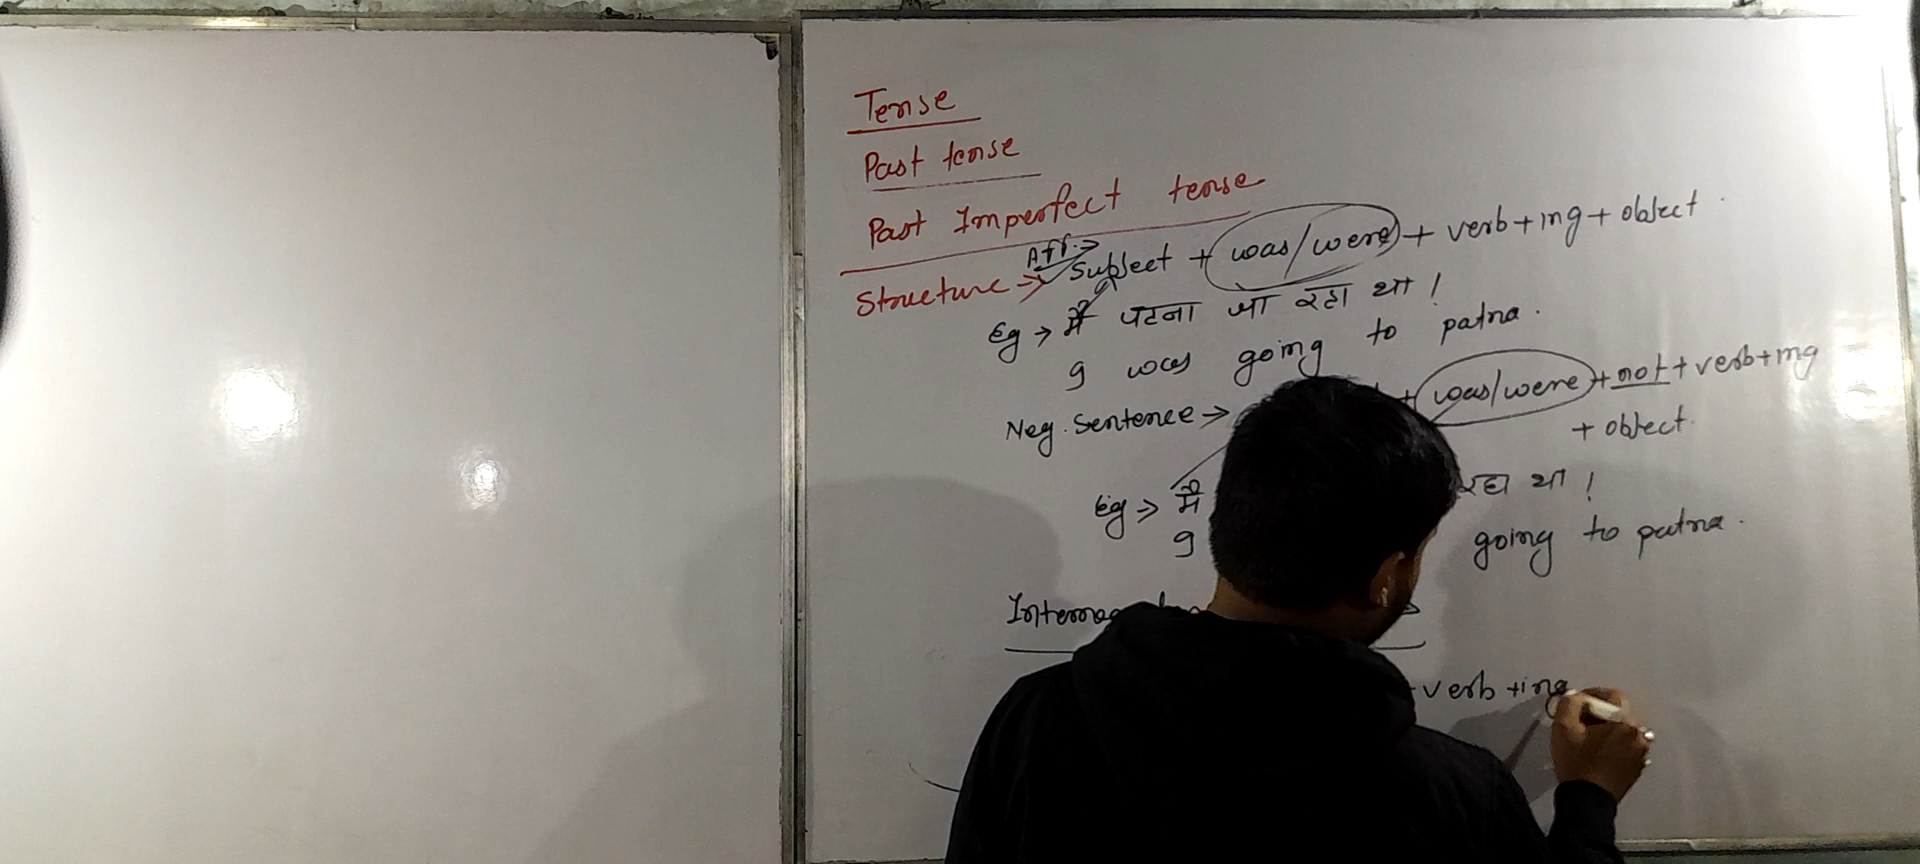 Tense
Past tense
Past Imperfect tense
Aff. →
Structure → Subject + was/were + verb+ing + object.
Eg → मैं पटना जा रहा था !
I was going to patna.
Neg. Sentence → + was/were + not + verb+ing
+ object.
Eg → मैं रहा था !
I going to patna.
verb +ing